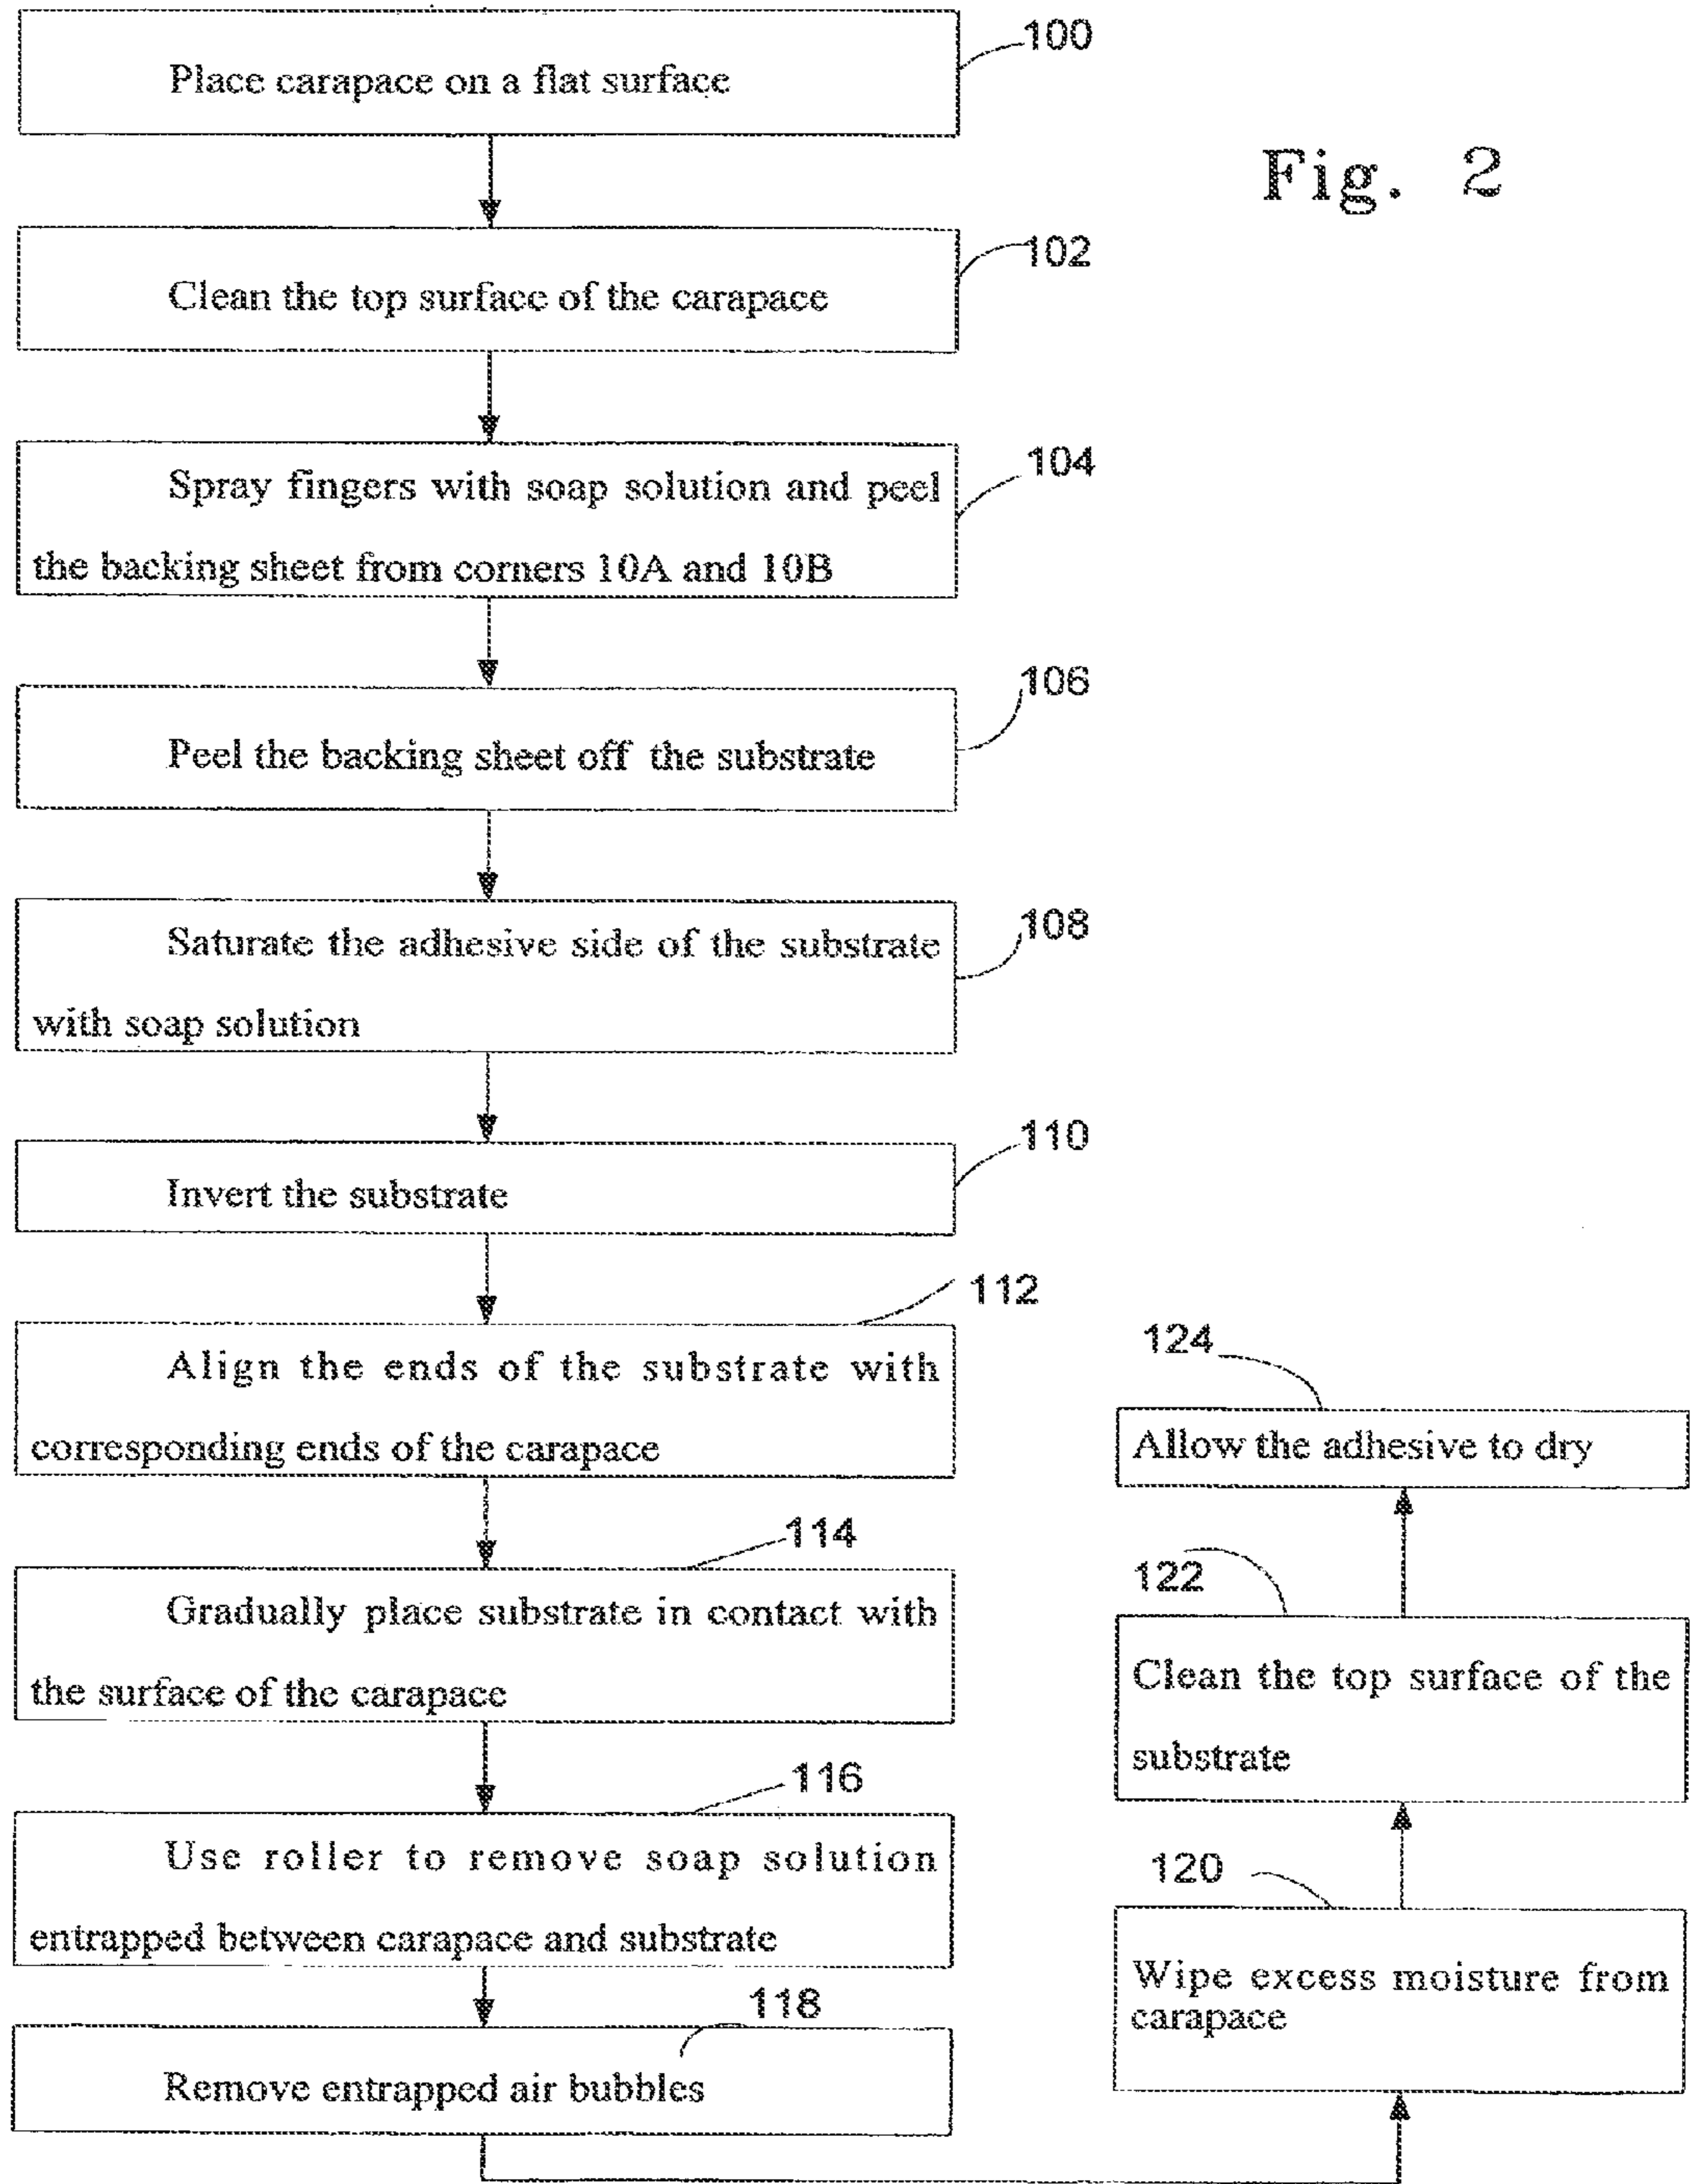 Fig. 2
100
Place carapace on a flat surface
102
Clean the top surface of the carapace
104
Spray fingers with soap solution and peel
the backing sheet from corners 10A and 10B
106
Peel the backing sheet off the substrate
108
Saturate the adhesive side of the substrate
with soap solution
110
Invert the substrate
112
Align the ends of the substrate with
corresponding ends of the carapace
114
Gradually place substrate in contact with
the surface of the carapace
116
Use roller to remove soap solution
entrapped between carapace and substrate
118
Remove entrapped air bubbles
120
Wipe excess moisture from
carapace
122
Clean the top surface of the
substrate
124
Allow the adhesive to dry